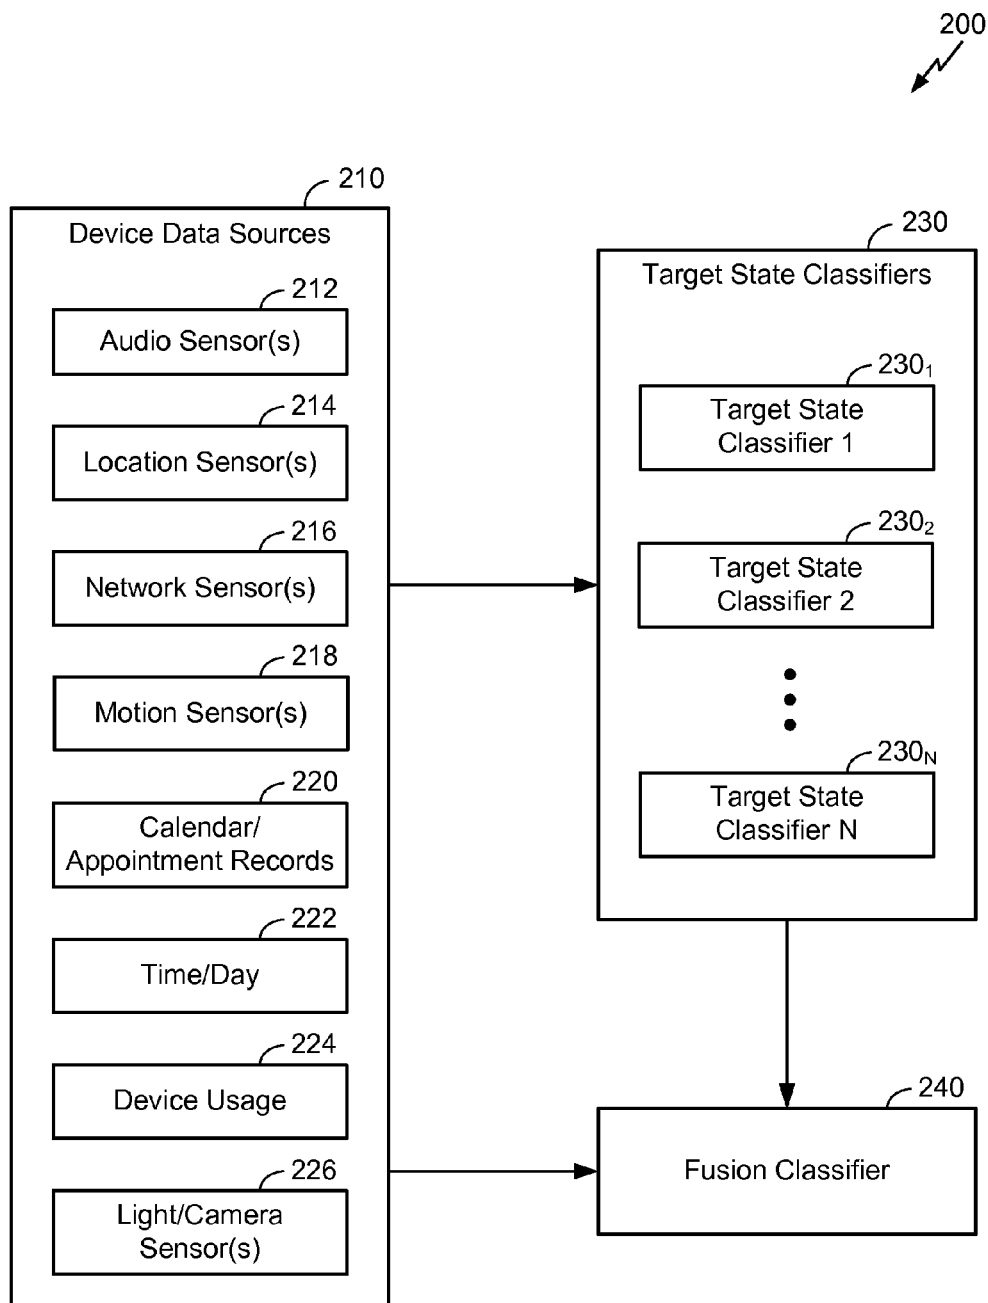 200
210
Device Data Sources
212
Audio Sensor(s)
214
Location Sensor(s)
216
Network Sensor(s)
218
Motion Sensor(s)
220
Calendar/
Appointment Records
222
Time/Day
224
Device Usage
226
Light/Camera
Sensor(s)
230
Target State Classifiers
230₁
Target State
Classifier 1
230₂
Target State
Classifier 2
230N
Target State
Classifier N
240
Fusion Classifier